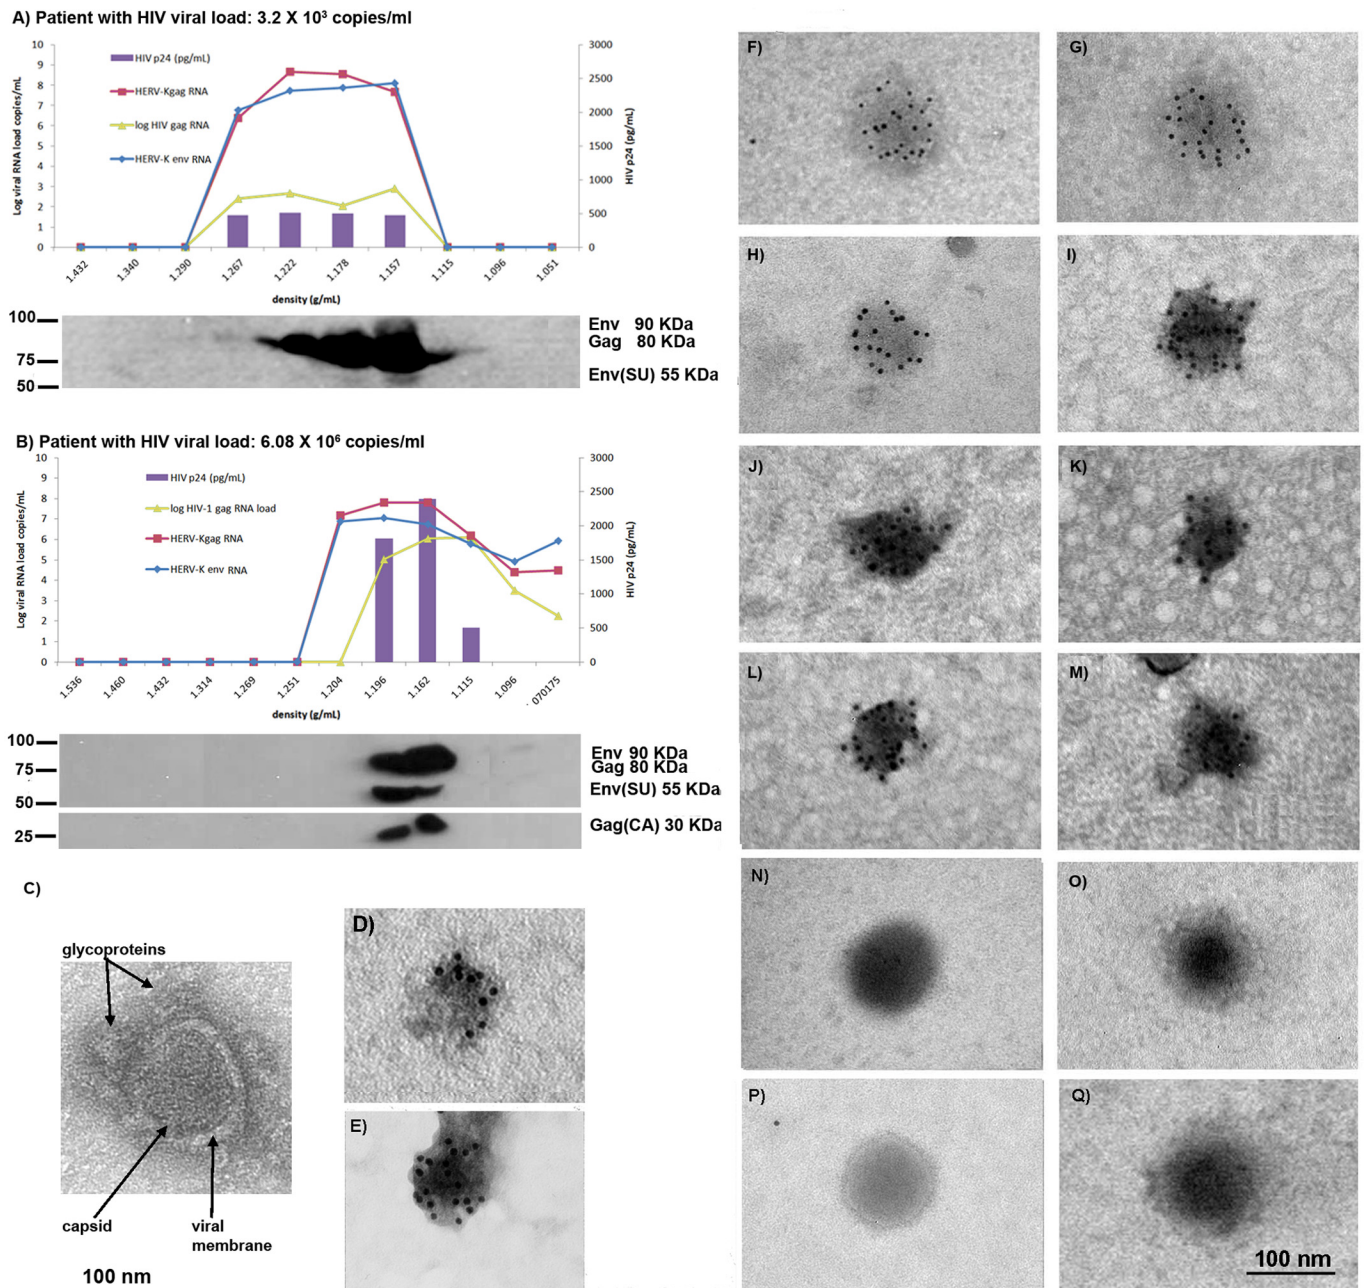 A) Patient with HIV viral load: 3.2 X 10³ copies/ml
10
9
8
7
6
5
4
3
2
1
0
Log viral RNA load copies/mL
HIV p24 (pg/mL)
HERV-Kgag RNA
log HIV gag RNA
HERV-K env RNA
3000
2500
2000
1500
1000
500
0
HIV p24 (pg/mL)
1.432
1.340
1.290
1.267
1.222
1.178
1.157
1.115
1.096
1.051
density (g/mL)
100
75
50
Env 90 KDa
Gag 80 KDa
Env(SU) 55 KDa
B) Patient with HIV viral load: 6.08 X 10⁶ copies/ml
10
9
8
7
6
5
4
3
2
1
0
Log viral RNA load copies/mL
HIV p24 (pg/mL)
log HIV-1 gag RNA load
HERV-Kgag RNA
HERV-K env RNA
3000
2500
2000
1500
1000
500
0
HIV p24 (pg/mL)
1.536
1.460
1.432
1.314
1.269
1.251
1.204
1.196
1.162
1.115
1.096
070175
density (g/mL)
100
75
50
25
Env 90 KDa
Gag 80 KDa
Env(SU) 55 KDa
Gag(CA) 30 KDa
C)
glycoproteins
capsid
viral
membrane
100 nm
D)
E)
F)
G)
H)
I)
J)
K)
L)
M)
N)
O)
P)
Q)
100 nm